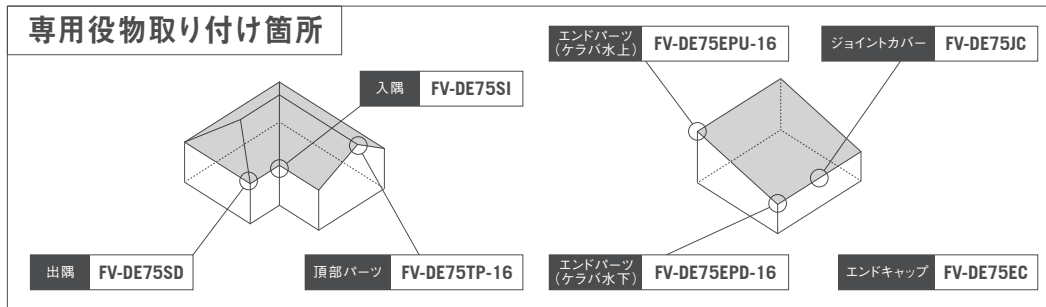 専用役物取り付け箇所
入隅 FV-DE75SI
出隅 FV-DE75SD
頂部パーツ FV-DE75TP-16
エンドパーツ
(ケラバ水上) FV-DE75EPU-16
ジョイントカバー FV-DE75JC
エンドパーツ
(ケラバ水下) FV-DE75EPD-16
エンドキャップ FV-DE75EC